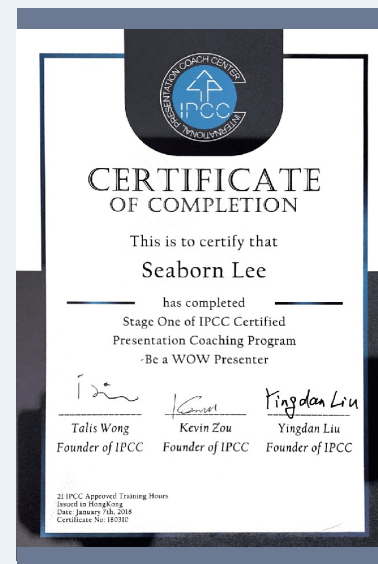 INTERNATIONAL PRESENTATION COACH CENTER
IPCC
CERTIFICATE
OF COMPLETION
This is to certify that
Seaborn Lee
has completed
Stage One of IPCC Certified
Presentation Coaching Program
-Be a WOW Presenter
Yingdan Liu
Talis Wong Kevin Zou Yingdan Liu
Founder of IPCC Founder of IPCC Founder of IPCC
21 IPCC Approved Training Hours
Issued in HongKong
Date: January 7th, 2018
Certificate No: 180310